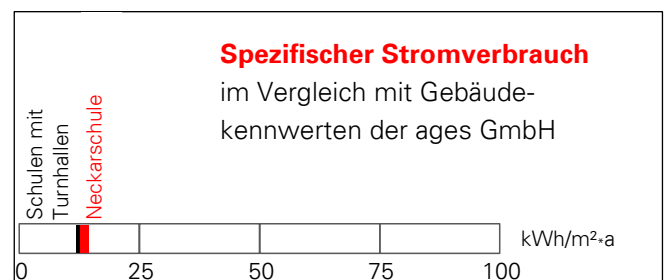 Spezifischer Stromverbrauch
im Vergleich mit Gebäude-
kennwerten der ages GmbH
Schulen mit
Turnhallen
Neckarschule
kWh/m²*a
0 25 50 75 100